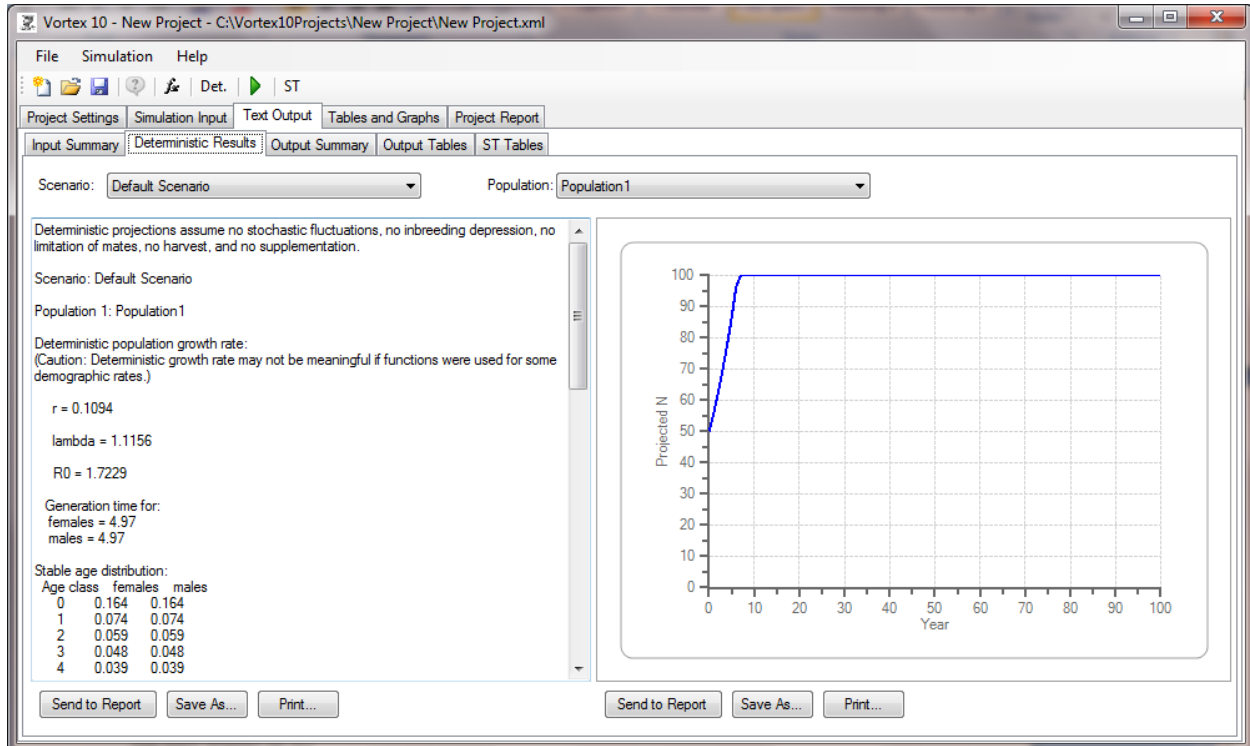 Vortex 10 - New Project - C:\Vortex10Projects\New Project\New Project.xml
File Simulation Help
fx Det. ST
Project Settings Simulation Input Text Output Tables and Graphs Project Report
Input Summary Deterministic Results Output Summary Output Tables ST Tables
Scenario: Default Scenario Population: Population1
Deterministic projections assume no stochastic fluctuations, no inbreeding depression, no
limitation of mates, no harvest, and no supplementation.
Scenario: Default Scenario
Population 1: Population1
Deterministic population growth rate:
(Caution: Deterministic growth rate may not be meaningful if functions were used for some
demographic rates.)
r = 0.1094
lambda = 1.1156
R0 = 1.7229
Generation time for:
females = 4.97
males = 4.97
Stable age distribution:
Age class females males
0 0.164 0.164
1 0.074 0.074
2 0.059 0.059
3 0.048 0.048
4 0.039 0.039
Send to Report Save As... Print...
100
90
80
70
60
50
40
30
20
10
0
Projected N
0 10 20 30 40 50 60 70 80 90 100
Year
Send to Report Save As... Print...